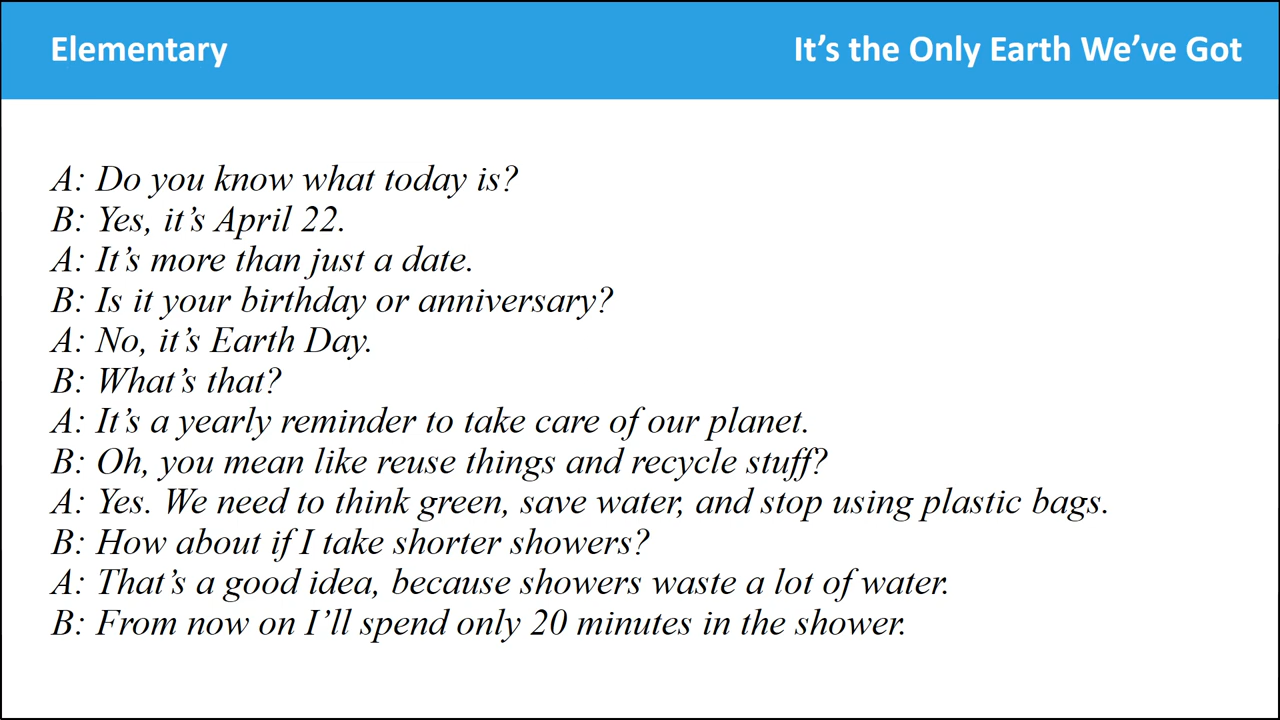 Elementary
It’s the Only Earth We’ve Got
A: Do you know what today is?
B: Yes, it’s April 22.
A: It’s more than just a date.
B: Is it your birthday or anniversary?
A: No, it’s Earth Day.
B: What’s that?
A: It’s a yearly reminder to take care of our planet.
B: Oh, you mean like reuse things and recycle stuff?
A: Yes. We need to think green, save water, and stop using plastic bags.
B: How about if I take shorter showers?
A: That’s a good idea, because showers waste a lot of water.
B: From now on I’ll spend only 20 minutes in the shower.